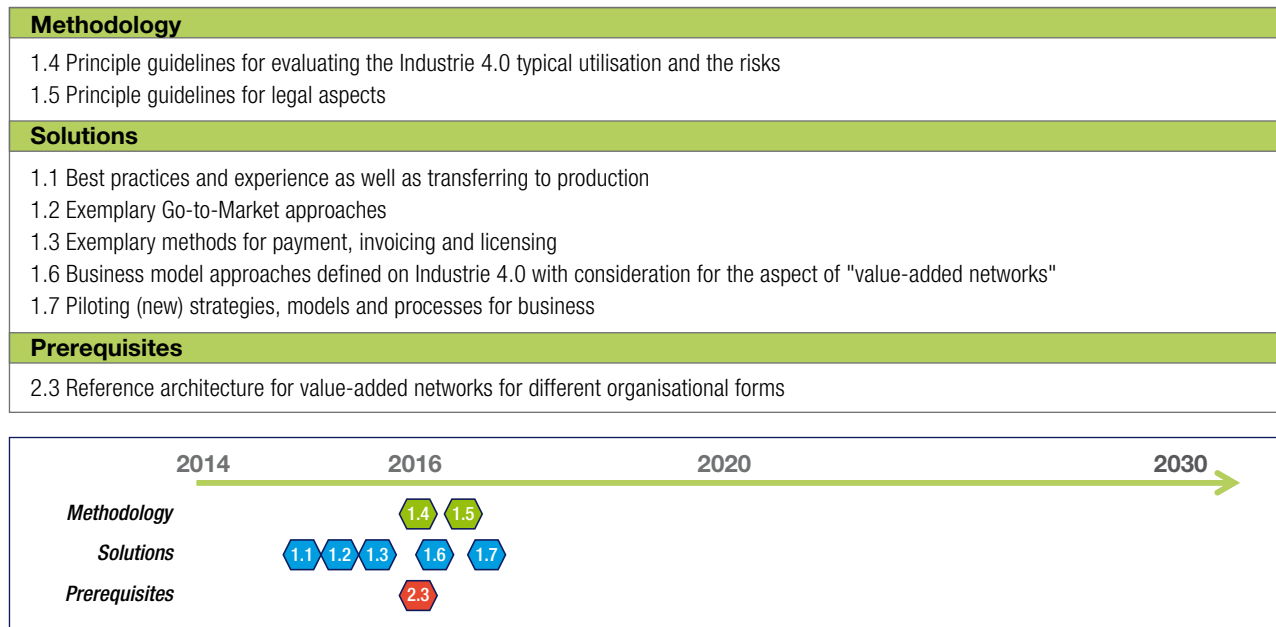 Methodology
1.4 Principle guidelines for evaluating the Industrie 4.0 typical utilisation and the risks
1.5 Principle guidelines for legal aspects
Solutions
1.1 Best practices and experience as well as transferring to production
1.2 Exemplary Go-to-Market approaches
1.3 Exemplary methods for payment, invoicing and licensing
1.6 Business model approaches defined on Industrie 4.0 with consideration for the aspect of "value-added networks"
1.7 Piloting (new) strategies, models and processes for business
Prerequisites
2.3 Reference architecture for value-added networks for different organisational forms
2014 2016 2020 2030
Methodology 1.4 1.5
Solutions 1.1 1.2 1.3 1.6 1.7
Prerequisites 2.3